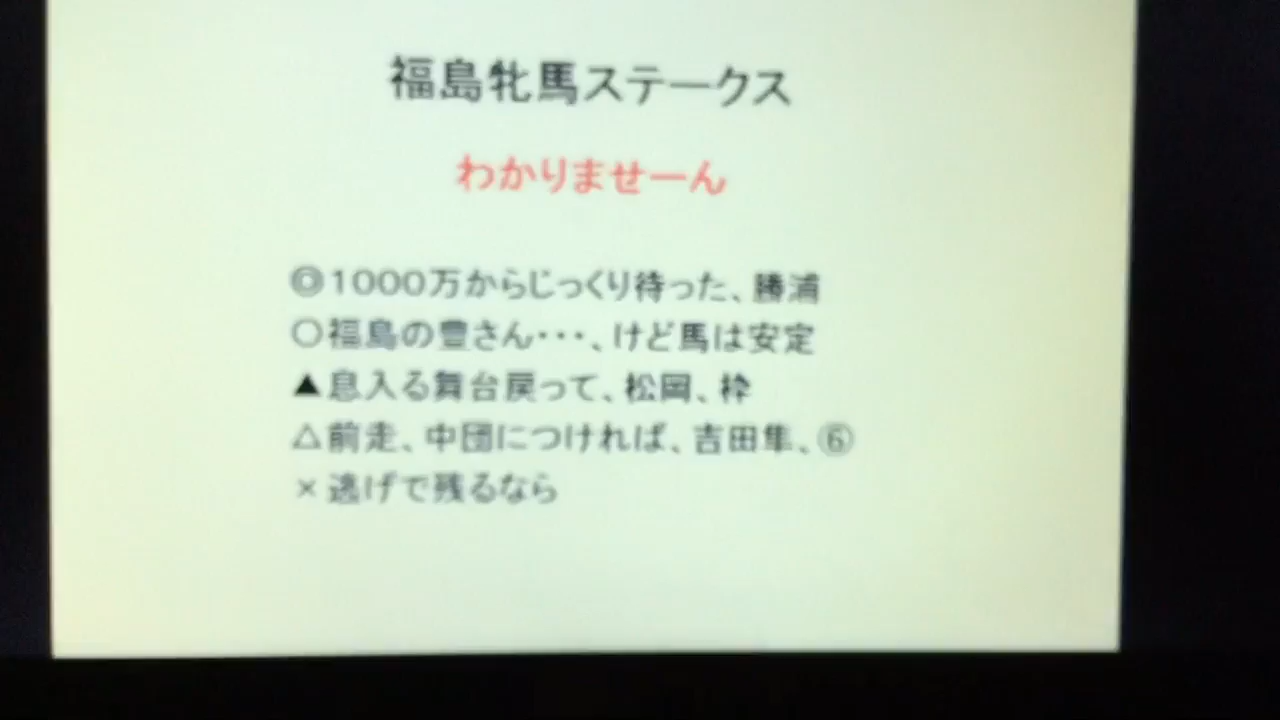 福島牝馬ステークス
わかりませーん
◎1000万からじっくり待った、勝浦
○福島の豊さん・・・、けど馬は安定
▲息入る舞台戻って、松岡、枠
△前走、中団につければ、吉田隼、⑥
×逃げで残るなら